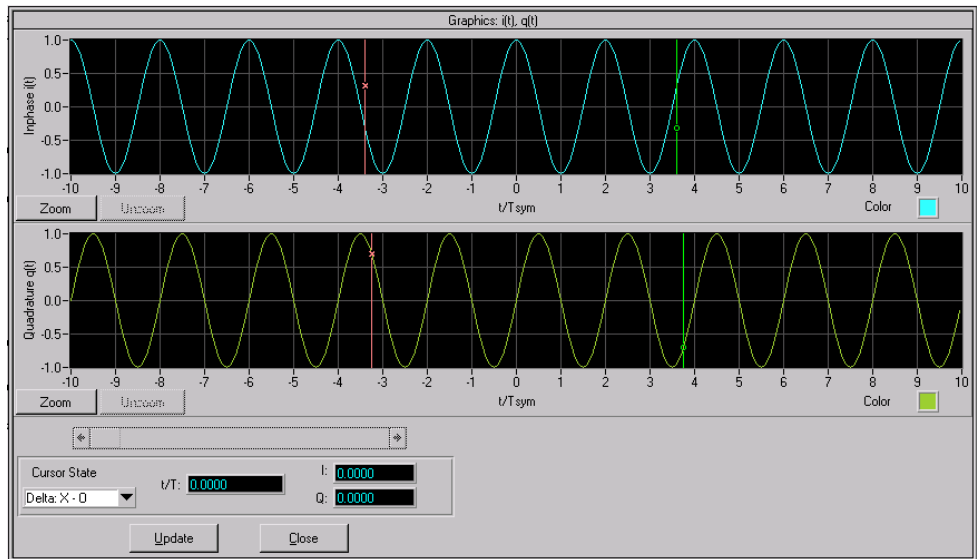 Graphics: i(t), q(t)
Inphase i(t)
1.0
0.5
0.0
-0.5
-1.0
-10 -9 -8 -7 -6 -5 -4 -3 -2 -1 0 1 2 3 4 5 6 7 8 9 10
Zoom Unzoom t/Tsym Color
Quadrature q(t)
1.0
0.5
0.0
-0.5
-1.0
-10 -9 -8 -7 -6 -5 -4 -3 -2 -1 0 1 2 3 4 5 6 7 8 9 10
Zoom Unzoom t/Tsym Color
Cursor State
Delta: X - O
t/T: 0.0000
I: 0.0000
Q: 0.0000
Update Close